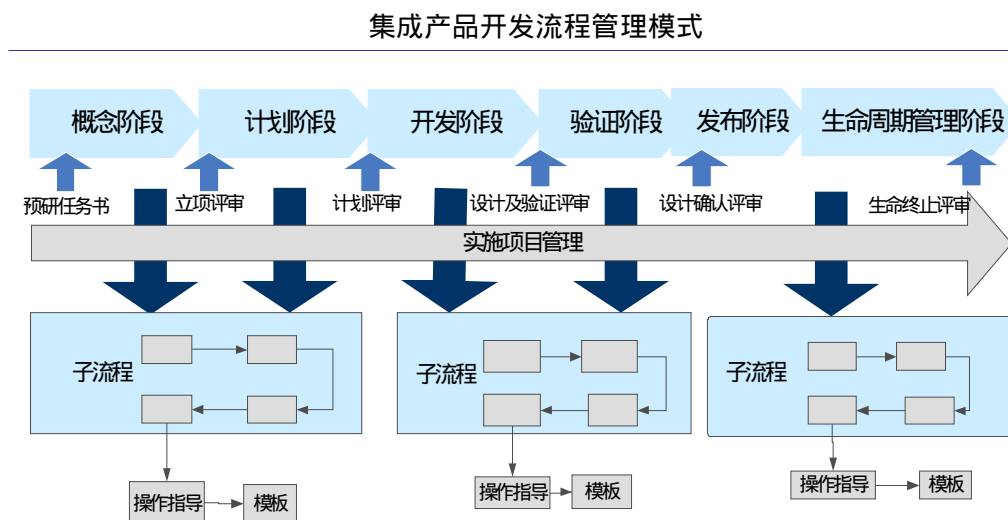 集成产品开发流程管理模式
概念阶段
计划阶段
开发阶段
验证阶段
发布阶段
生命周期管理阶段
预研任务书
立项评审
计划评审
设计及验证评审
设计确认评审
生命终止评审
实施项目管理
子流程
子流程
子流程
操作指导
模板
操作指导
模板
操作指导
模板